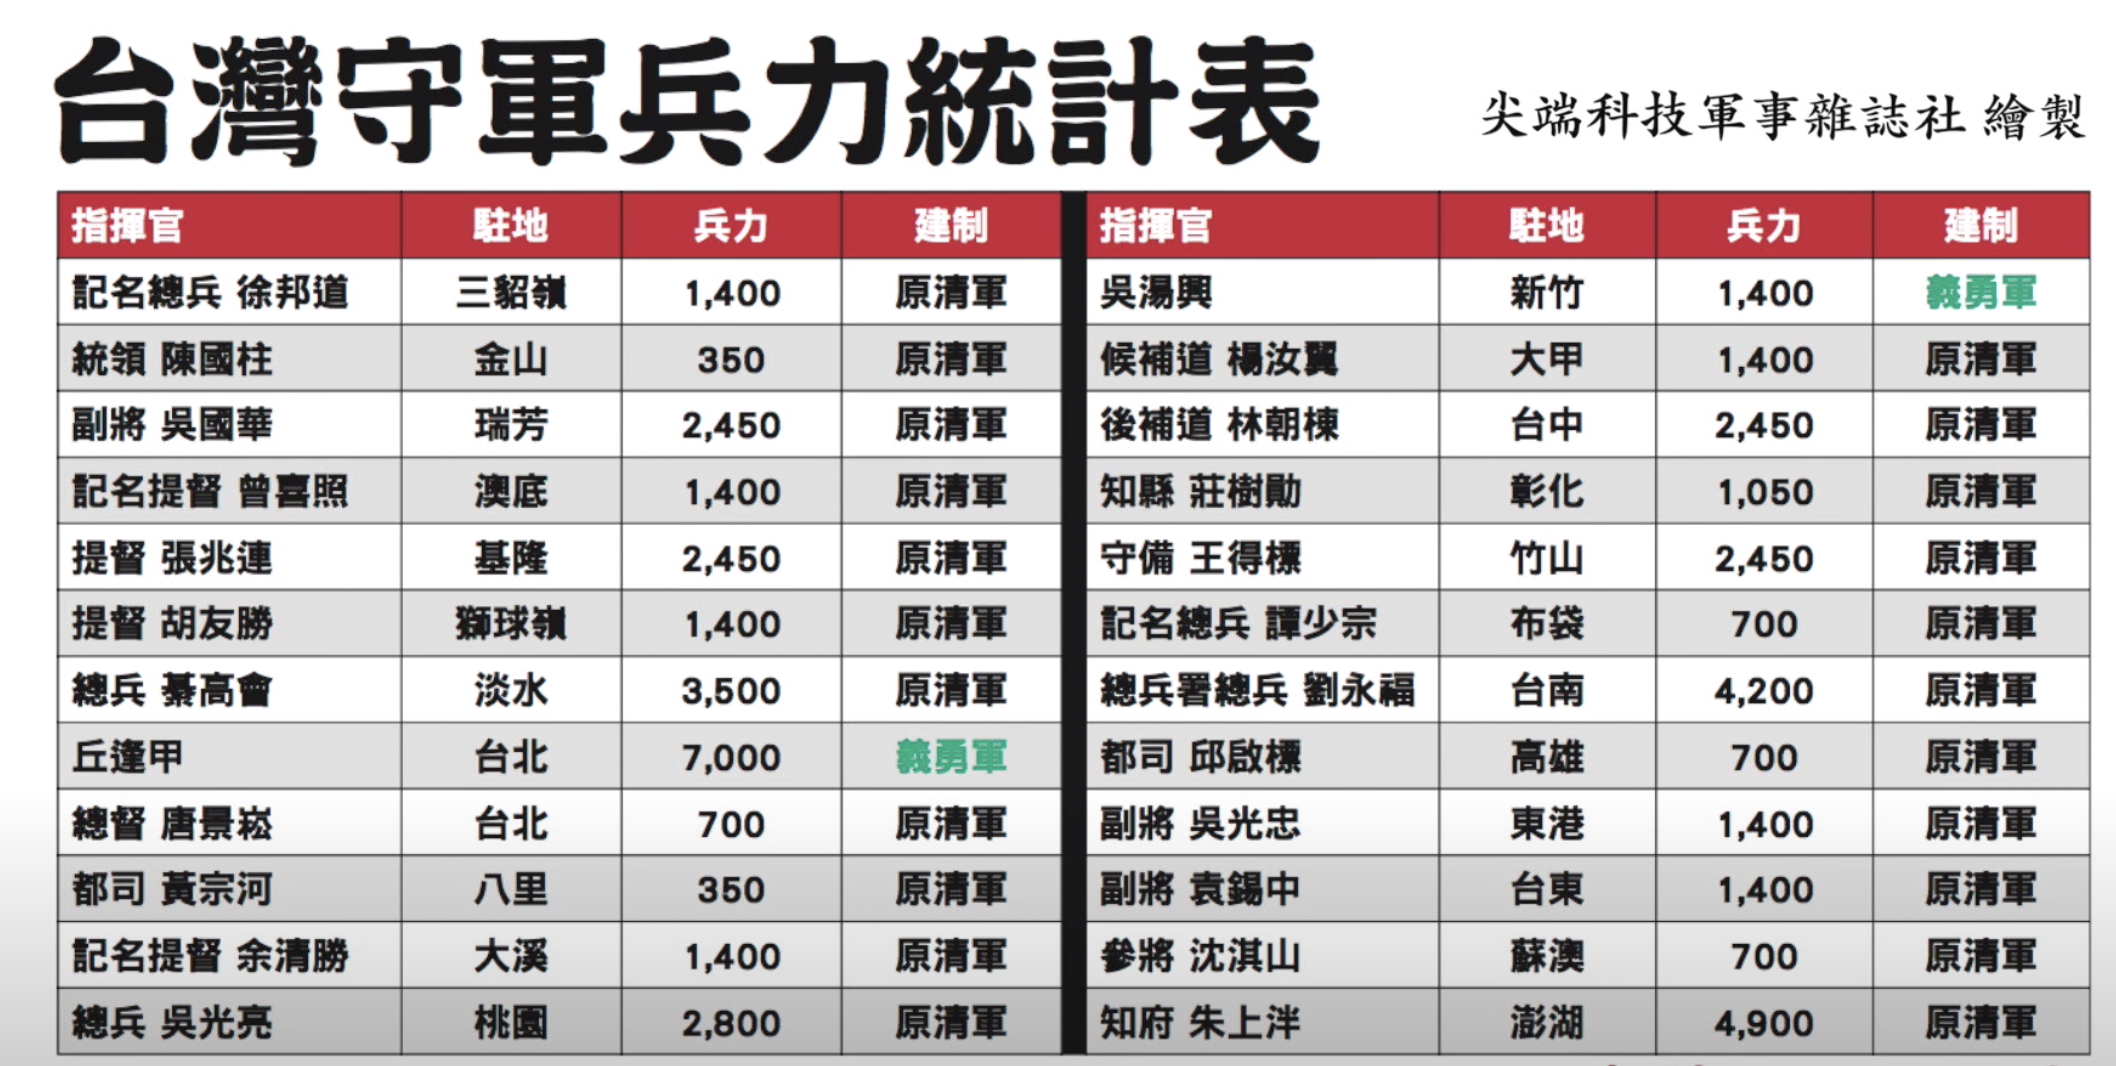 台灣守軍兵力統計表
尖端科技軍事雜誌社 繪製
指揮官 駐地 兵力 建制 指揮官 駐地 兵力 建制
記名總兵 徐邦道 三貂嶺 1,400 原清軍 吳湯興 新竹 1,400 義勇軍
統領 陳國柱 金山 350 原清軍 候補道 楊汝翼 大甲 1,400 原清軍
副將 吳國華 瑞芳 2,450 原清軍 後補道 林朝棟 台中 2,450 原清軍
記名提督 曾喜照 澳底 1,400 原清軍 知縣 莊樹勛 彰化 1,050 原清軍
提督 張兆連 基隆 2,450 原清軍 守備 王得標 竹山 2,450 原清軍
提督 胡友勝 獅球嶺 1,400 原清軍 記名總兵 譚少宗 布袋 700 原清軍
總兵 綦高會 淡水 3,500 原清軍 總兵署總兵 劉永福 台南 4,200 原清軍
丘逢甲 台北 7,000 義勇軍 都司 邱啟標 高雄 700 原清軍
總督 唐景崧 台北 700 原清軍 副將 吳光忠 東港 1,400 原清軍
都司 黃宗河 八里 350 原清軍 副將 袁錫中 台東 1,400 原清軍
記名提督 余清勝 大溪 1,400 原清軍 參將 沈淇山 蘇澳 700 原清軍
總兵 吳光亮 桃園 2,800 原清軍 知府 朱上泮 澎湖 4,900 原清軍